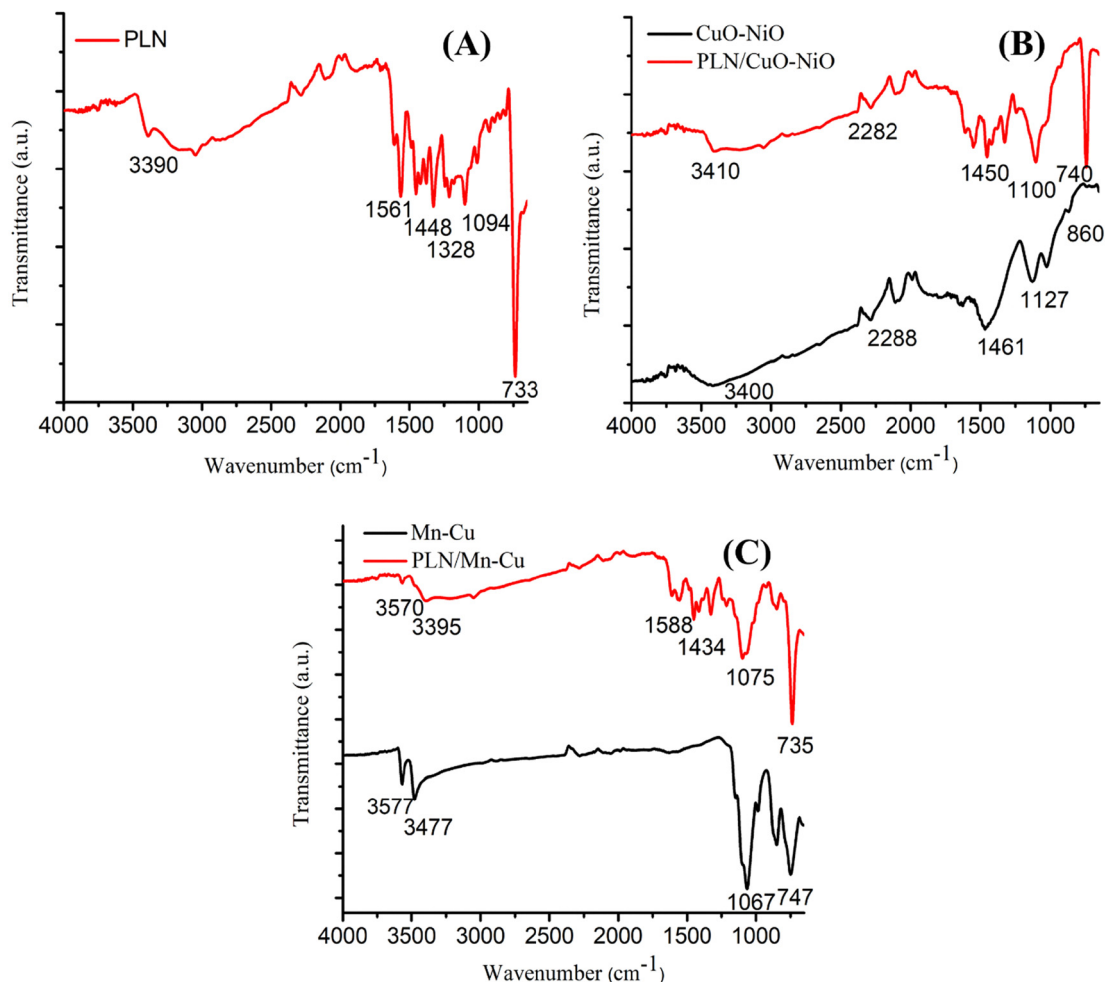 PLN
(A)
3390
1561
1448
1328
1094
733
4000 3500 3000 2500 2000 1500 1000
Wavenumber (cm-1)
Transmittance (a.u.)
CuO-NiO
PLN/CuO-NiO
(B)
3410
2282
1450
1100
740
860
1127
1461
2288
3400
4000 3500 3000 2500 2000 1500 1000
Wavenumber (cm-1)
Transmittance (a.u.)
Mn-Cu
PLN/Mn-Cu
(C)
3570
3395
1588
1434
1075
735
3577
3477
1067
747
4000 3500 3000 2500 2000 1500 1000
Wavenumber (cm-1)
Transmittance (a.u.)